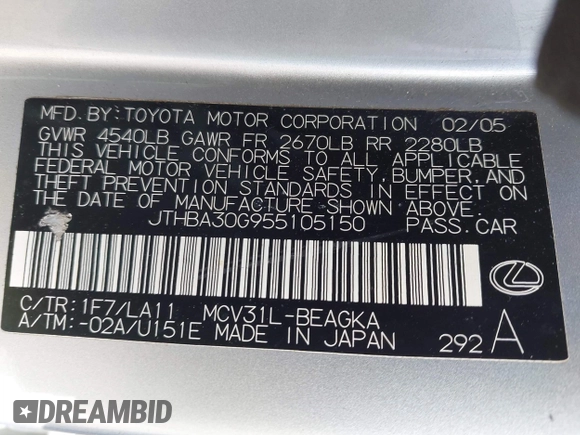 MFD. BY: TOYOTA MOTOR CORPORATION 02/05
GVWR 4540LB GAWR FR 2670LB RR 2280LB
THIS VEHICLE CONFORMS TO ALL APPLICABLE
FEDERAL MOTOR VEHICLE SAFETY, BUMPER, AND
THEFT PREVENTION STANDARDS IN EFFECT ON
THE DATE OF MANUFACTURE SHOWN ABOVE.
JTHBA30G955105150 PASS. CAR
C/TR: 1F7/LA11 MCV31L-BEAGKA
A/TM: -02A/U151E MADE IN JAPAN 292 A
DREAMBID